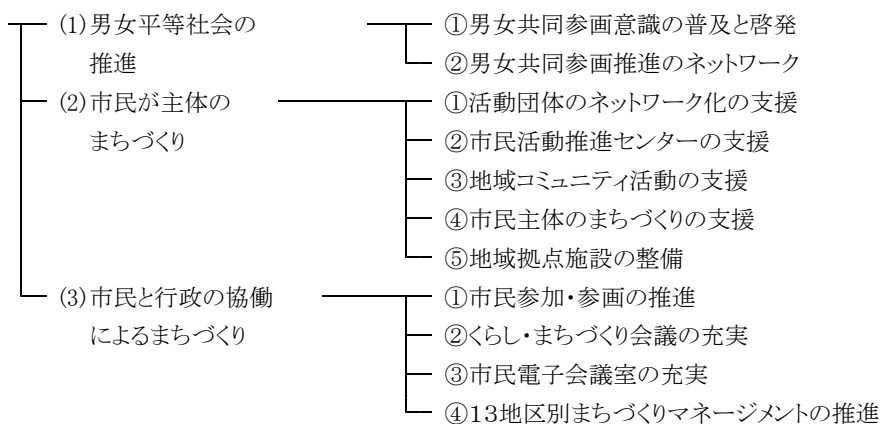 (1)男女平等社会の ①男女共同参画意識の普及と啓発
推進 ②男女共同参画推進のネットワーク
(2)市民が主体の ①活動団体のネットワーク化の支援
まちづくり ②市民活動推進センターの支援
③地域コミュニティ活動の支援
④市民主体のまちづくりの支援
⑤地域拠点施設の整備
(3)市民と行政の協働 ①市民参加・参画の推進
によるまちづくり ②くらし・まちづくり会議の充実
③市民電子会議室の充実
④13地区別まちづくりマネージメントの推進